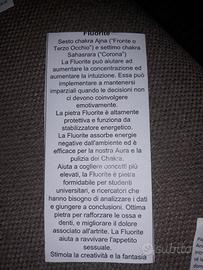 Fluorite
Sesto chakra Ajna ("Fronte o
Terzo Occhio") e settimo chakra
Sahasrara ("Corona")
La Fluorite può aiutare ad
aumentare la concentrazione ed
aumentare la intuizione. Essa può
implementare a mantenersi
imparziali quando le decisioni non
ci devono coinvolgere
emotivamente.
La pietra Fluorite è altamente
protettiva e funziona da
stabilizzatore energetico.
La Fluorite assorbe energie
negative dall'ambiente ed è
efficace per la nostra Aura e la
pulizia dei Chakra.
Aiuta a cogliere concetti più
elevati, la Fluorite è pietra
formidabile per studenti
universitari, e ricercatori che
hanno bisogno di analizzare i dati
e giungere a conclusioni. Ottima
pietra per rafforzare le ossa e
denti, e migliorare il dolore
associato all'artrite. La Fluorite
aiuta a ravvivare l'appetito
sessuale.
Stimola la creatività e la fantasia
subito